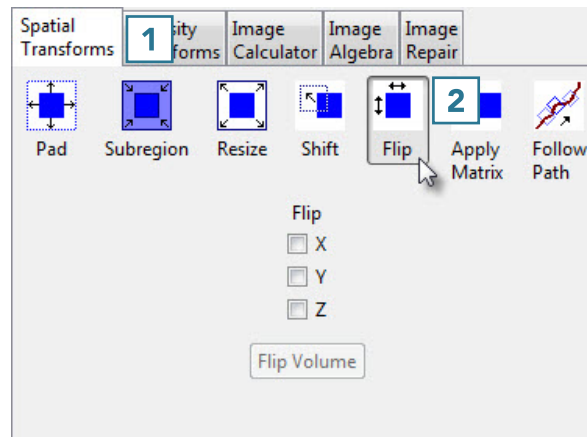 Spatial
Transforms
1
sity
forms
Image
Calculator
Image
Algebra
Image
Repair
2
Pad
Subregion
Resize
Shift
Flip
Apply
Matrix
Follow
Path
Flip
X
Y
Z
Flip Volume